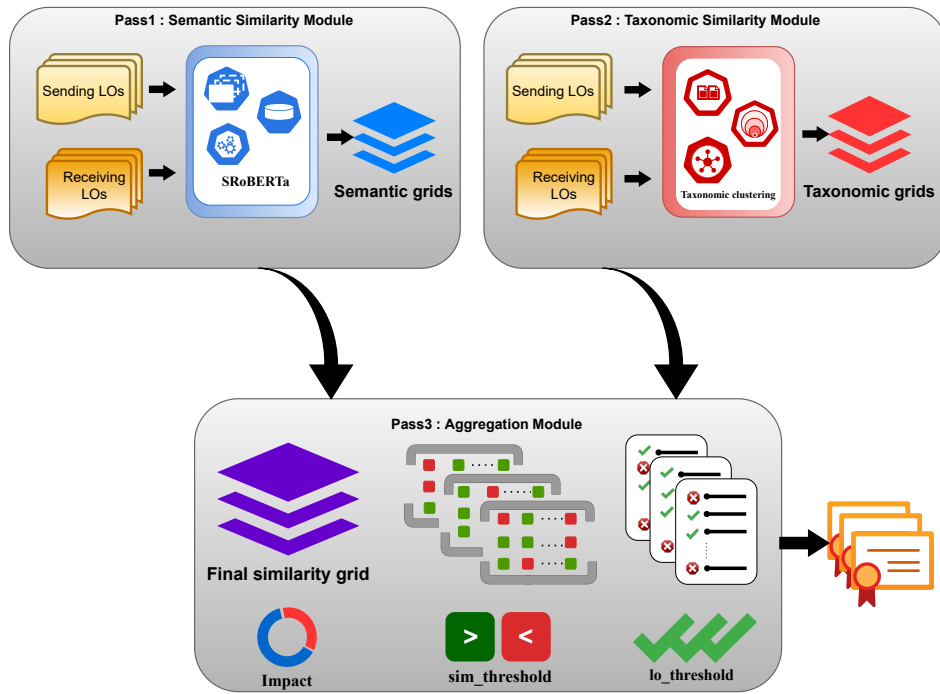 Pass1 : Semantic Similarity Module
Sending LOs
Receiving
LOs
SRoBERTa
Semantic grids
Pass2 : Taxonomic Similarity Module
Sending LOs
Receiving
LOs
Taxonomic clustering
Taxonomic grids
Pass3 : Aggregation Module
Final similarity grid
Impact
>
<
sim_threshold
lo_threshold